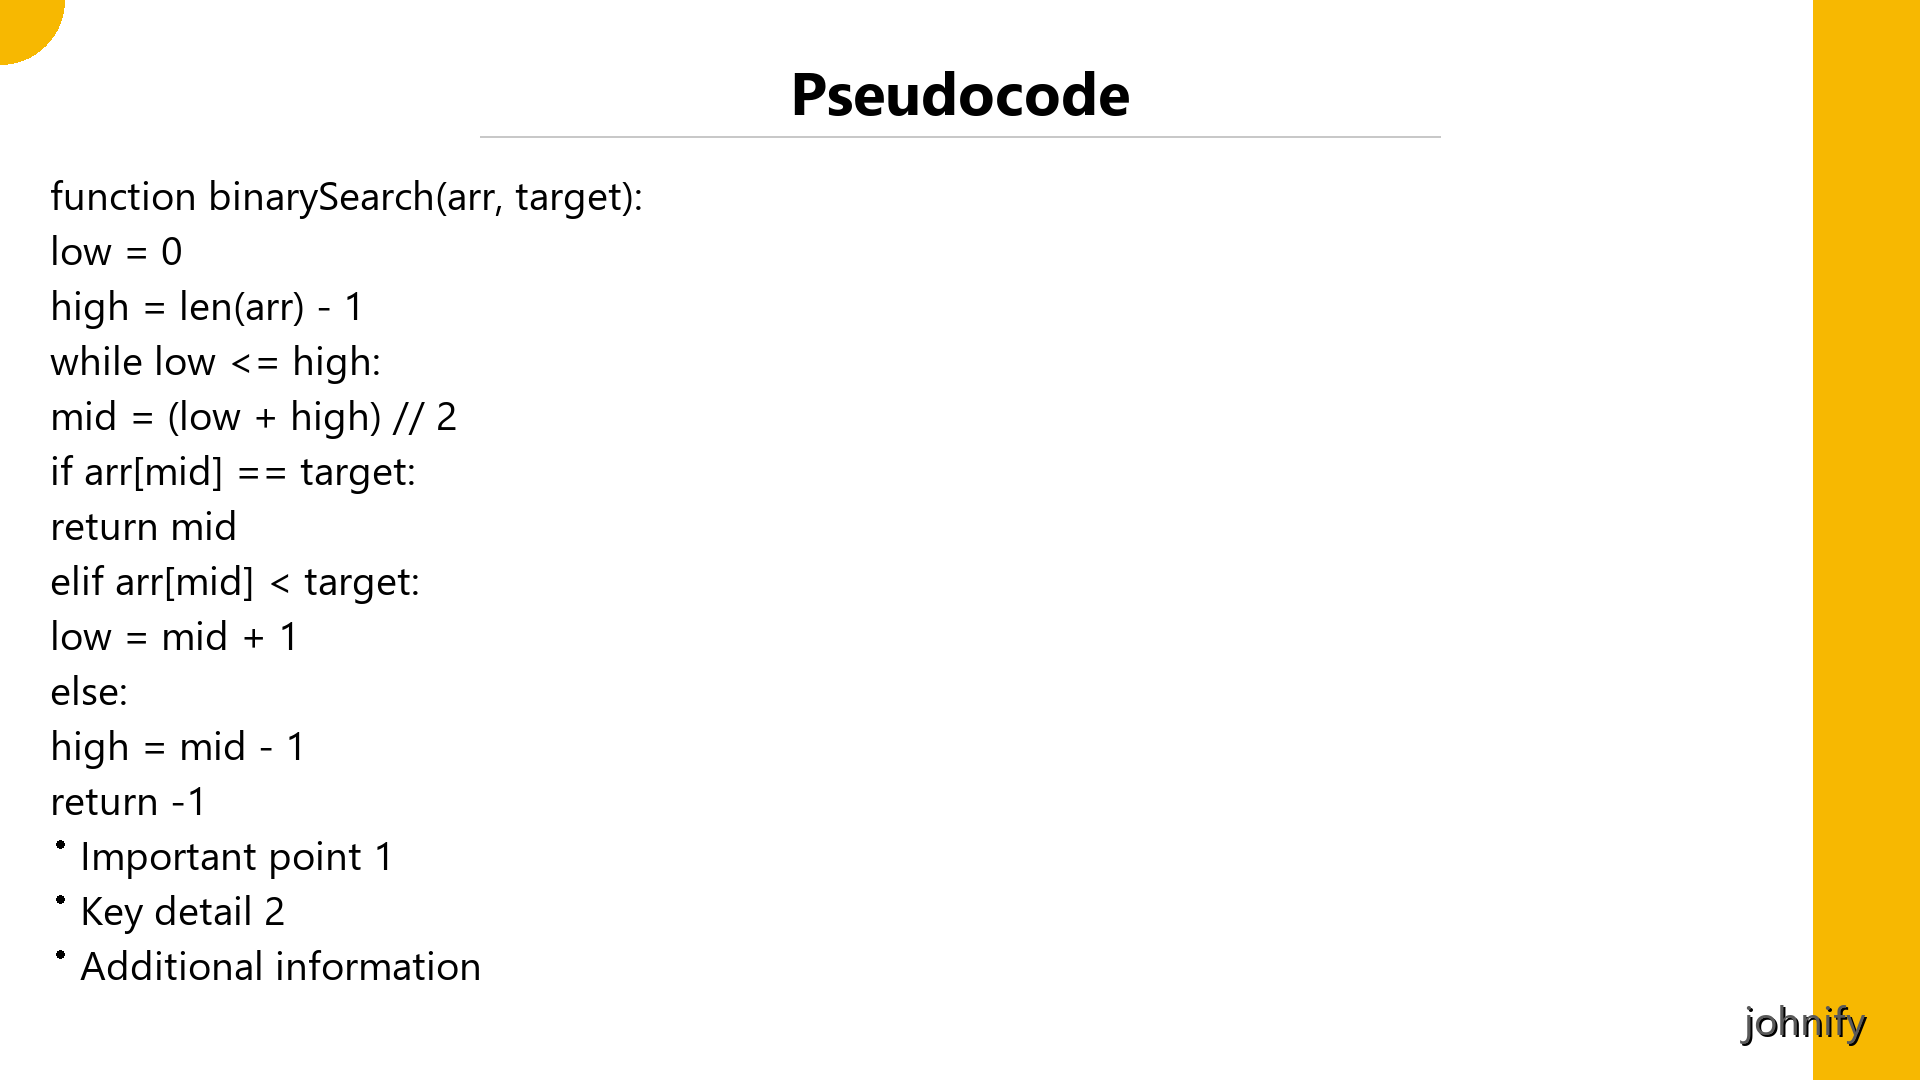 Pseudocode
function binarySearch(arr, target):
low = 0
high = len(arr) - 1
while low <= high:
mid = (low + high) // 2
if arr[mid] == target:
return mid
elif arr[mid] < target:
low = mid + 1
else:
high = mid - 1
return -1
• Important point 1
• Key detail 2
• Additional information
johnify